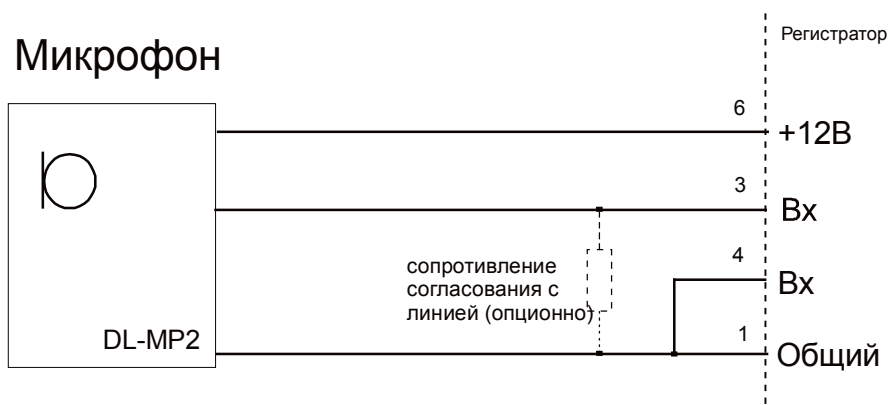 Регистратор
Микрофон
6
+12В
3
Вх
4
Вх
сопротивление
согласования с
линией (опционно)
1
DL-MP2
Общий